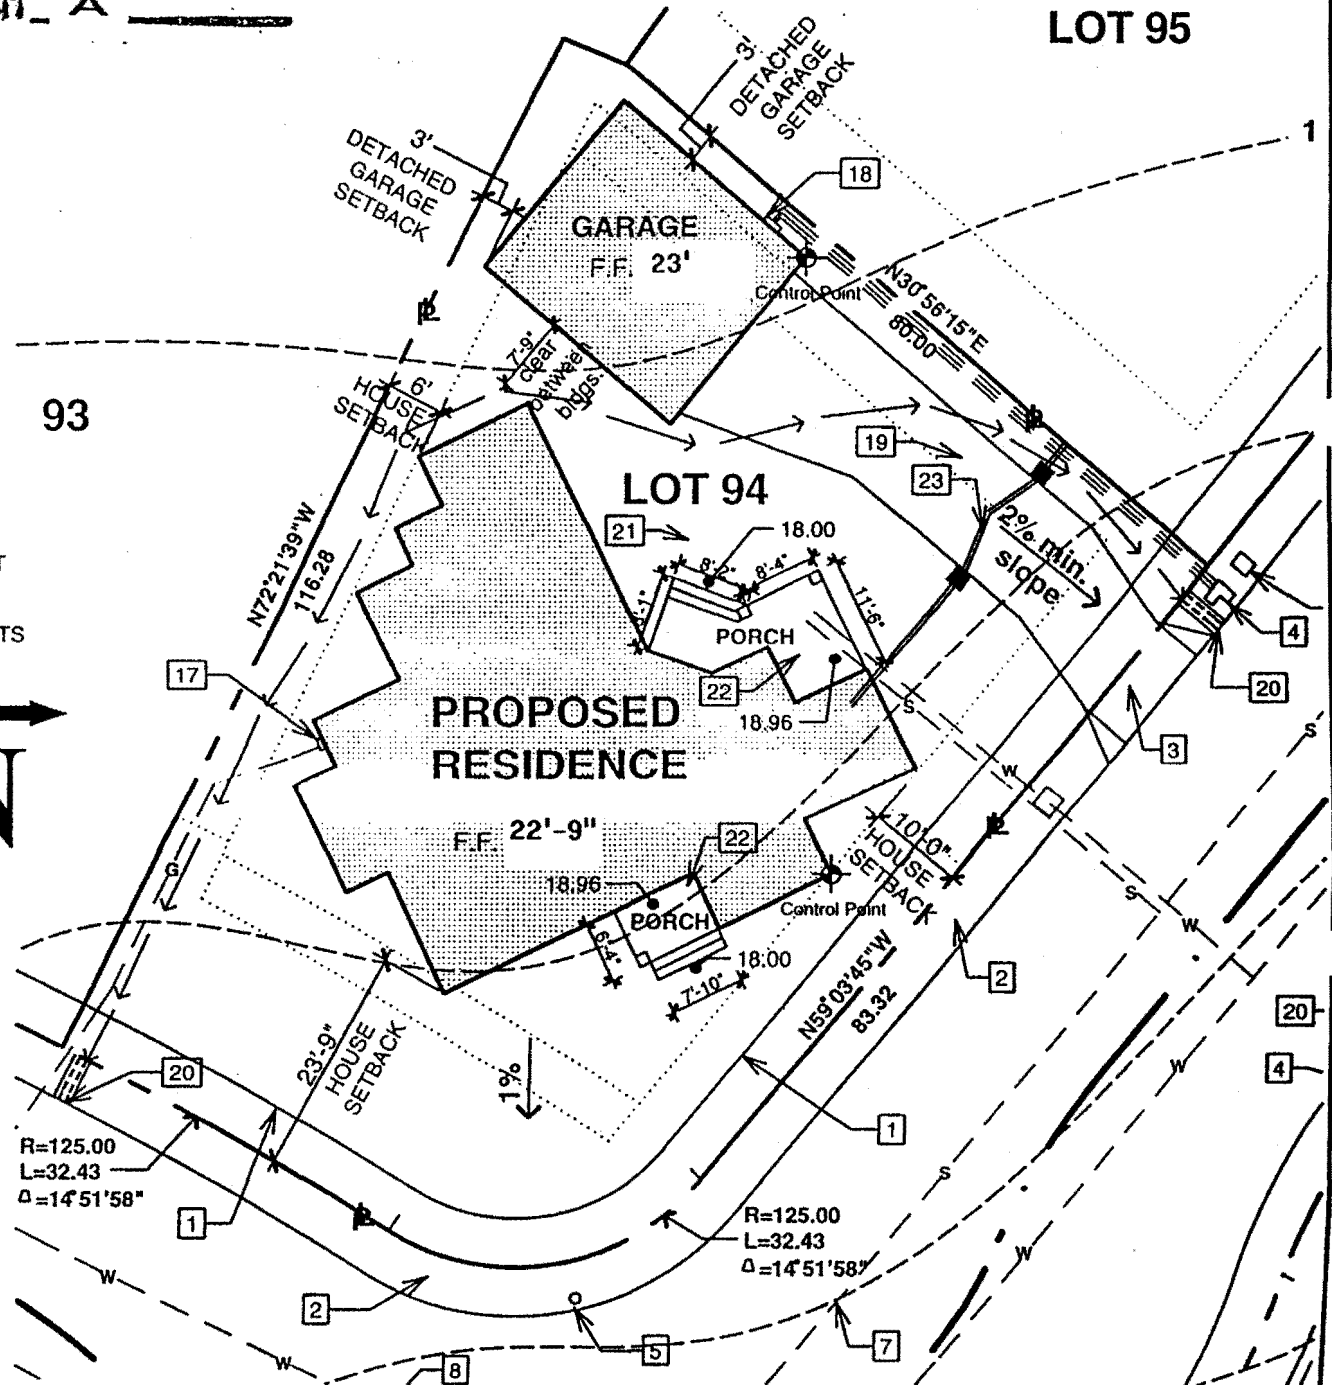 LOT 95
3'
DETACHED
GARAGE
SETBACK
1
3'
DETACHED
GARAGE
SETBACK
18
GARAGE
F.F. 23'
Control Point
N30°56'15"E
80.00
7'-9"
clear
between
bldgs.
6'
HOUSE
SETBACK
93
19
23
LOT 94
21
18.00
8'-2"
8'-4"
11'-6"
2% min.
slope
N72°21'39"W
116.28
TS
PORCH
4
17
22
20
18.96
S
PROPOSED
RESIDENCE
3
S
W
F.F. 22'-9"
22
10'-0"
HOUSE
SETBACK
G
18.96
S
Control Point
PORCH
W
6'-4"
18.00
7'-10"
2
N59°03'45"W
83.32
20
23'-9"
HOUSE
SETBACK
20
1%
W
4
R=125.00
L=32.43
Δ=14°51'58"
1
S
1
R=125.00
L=32.43
Δ=14°51'58"
W
W
2
5
7
W
8